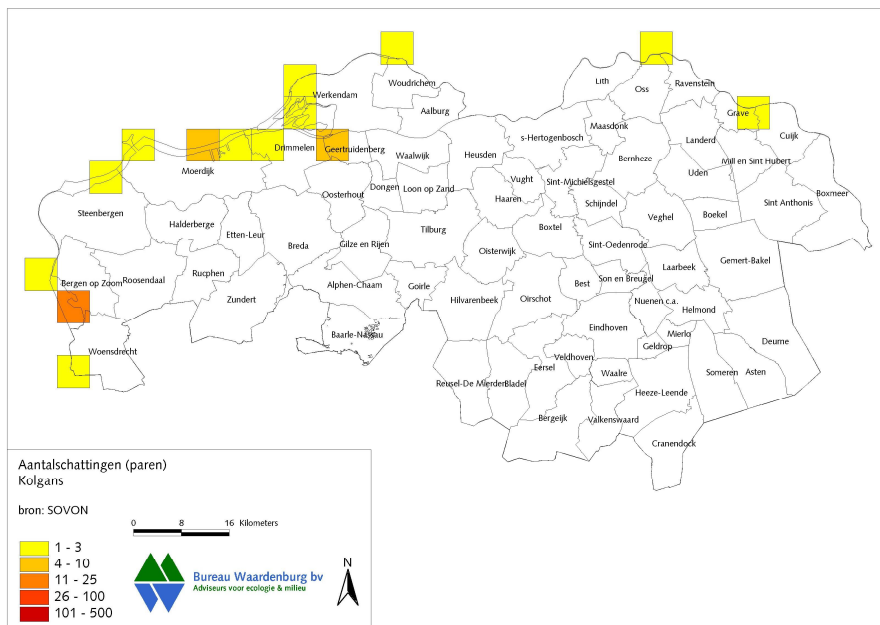 Woudrichem
Werkendam
Aalburg
Lith
Oss
Ravenstein
Grave
Cuijk
Maasdonk
s-Hertogenbosch
Landerd
Mill en Sint Hubert
Drimmelen
Geertruidenberg
Waalwijk
Heusden
Bernheze
Uden
Boxmeer
Moerdijk
Vught
Sint-Michielsgestel
Sint Anthonis
Dongen
Loon op Zand
Oosterhout
Haaren
Schijndel
Boekel
Veghel
Steenbergen
Halderberge
Etten-Leur
Breda
Gilze en Rijen
Tilburg
Boxtel
Oisterwijk
Sint-Oedenrode
Laarbeek
Gemert-Bakel
Bergen op Zoom
Roosendaal
Rucphen
Zundert
Alphen-Chaam
Goirle
Hilvarenbeek
Oirschot
Best
Son en Breugel
Nuenen c.a.
Helmond
Baarle-Nassau
Eindhoven
Mierlo
Geldrop
Deurne
Woensdrecht
Veldhoven
Eersel
Waalre
Someren
Asten
Reusel-De Mierden
Bladel
Heeze-Leende
Bergeijk
Valkenswaard
Cranendock
Aantalschattingen (paren)
Kolgans
bron: SOVON
0 8 16 Kilometers
1 - 3
4 - 10
11 - 25
26 - 100
101 - 500
Bureau Waardenburg bv
Adviseurs voor ecologie & milieu
N